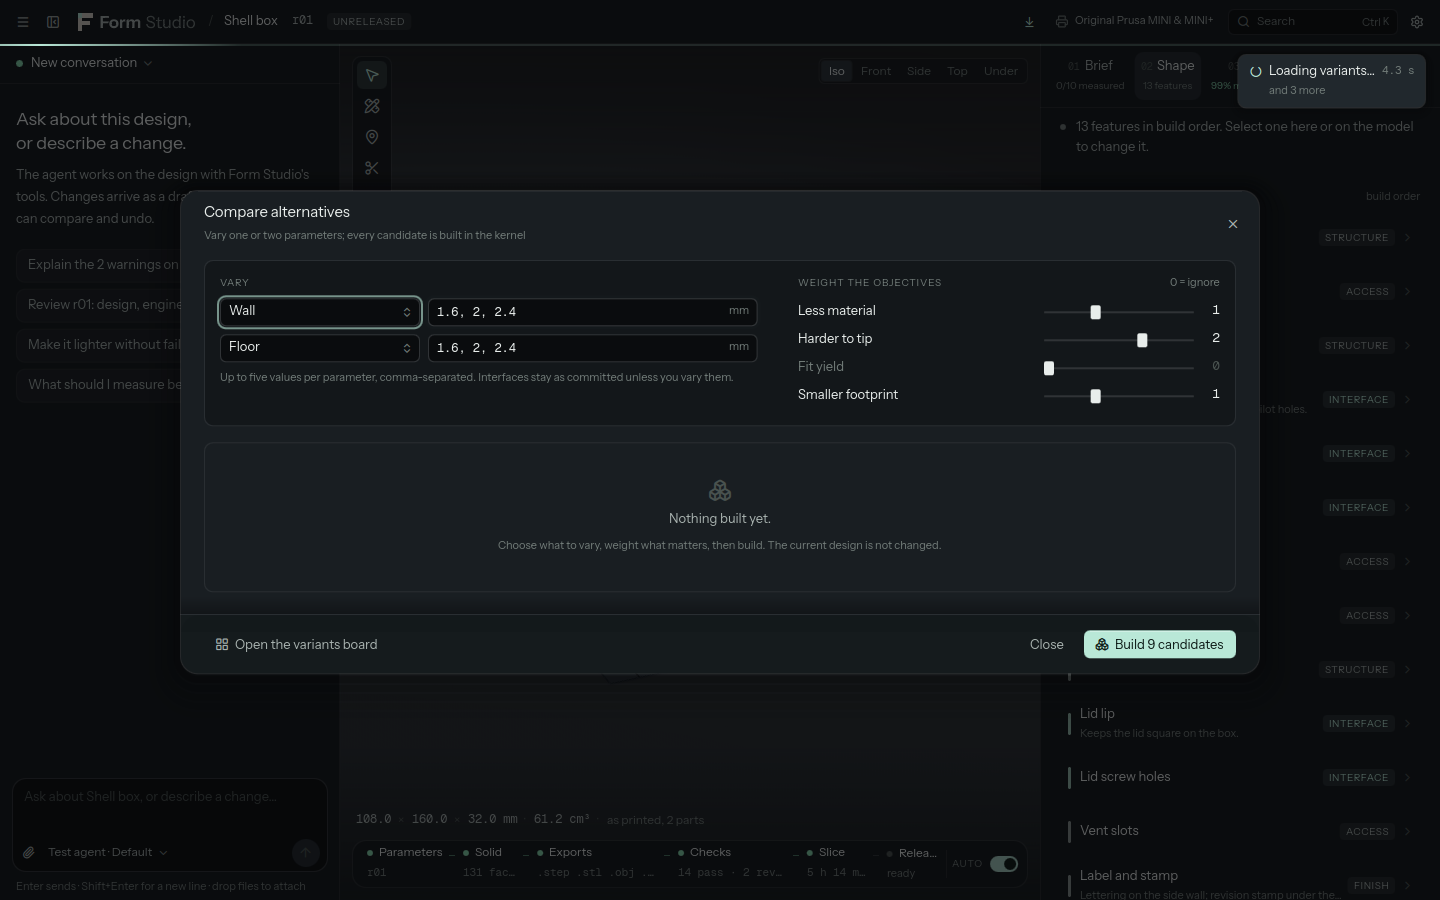 Form Studio / Shell box r01 UNRELEASED
Original Prusa MINI & MINI+
Search Ctrl K
New conversation
Iso Front Side Top Under
01 Brief
0/10 measured
02 Shape
13 features
99%
Loading variants... 4.3 s
and 3 more
Ask about this design,
or describe a change.
The agent works on the design with Form Studio's
tools. Changes arrive as a
can compare and undo.
Explain the 2 warnings on
Review r01: design,
Make it lighter without
What should I measure
13 features in build order. Select one here or on the model
to change it.
build order
STRUCTURE
ACCESS
STRUCTURE
INTERFACE
holes.
INTERFACE
INTERFACE
ACCESS
ACCESS
STRUCTURE
Compare alternatives
Vary one or two parameters; every candidate is built in the kernel
VARY
Wall 1.6, 2, 2.4 mm
Floor 1.6, 2, 2.4 mm
Up to five values per parameter, comma-separated. Interfaces stay as committed unless you vary them.
WEIGHT THE OBJECTIVES 0 = ignore
Less material 1
Harder to tip 2
Fit yield 0
Smaller footprint 1
Nothing built yet.
Choose what to vary, weight what matters, then build. The current design is not changed.
Open the variants board
Close
Build 9 candidates
Lid lip INTERFACE
Keeps the lid square on the box.
Lid screw holes INTERFACE
Vent slots ACCESS
Label and stamp FINISH
Lettering on the side wall; revision stamp under the...
Ask about Shell box, or describe a change...
Test agent · Default
Enter sends · Shift+Enter for a new line · drop files to attach
108.0 × 160.0 × 32.0 mm · 61.2 cm³ · as printed, 2 parts
Parameters
r01
Solid
131 fac...
Exports
.step .stl .obj ...
Checks
14 pass · 2 rev...
Slice
5 h 14 m...
Relea...
ready
AUTO